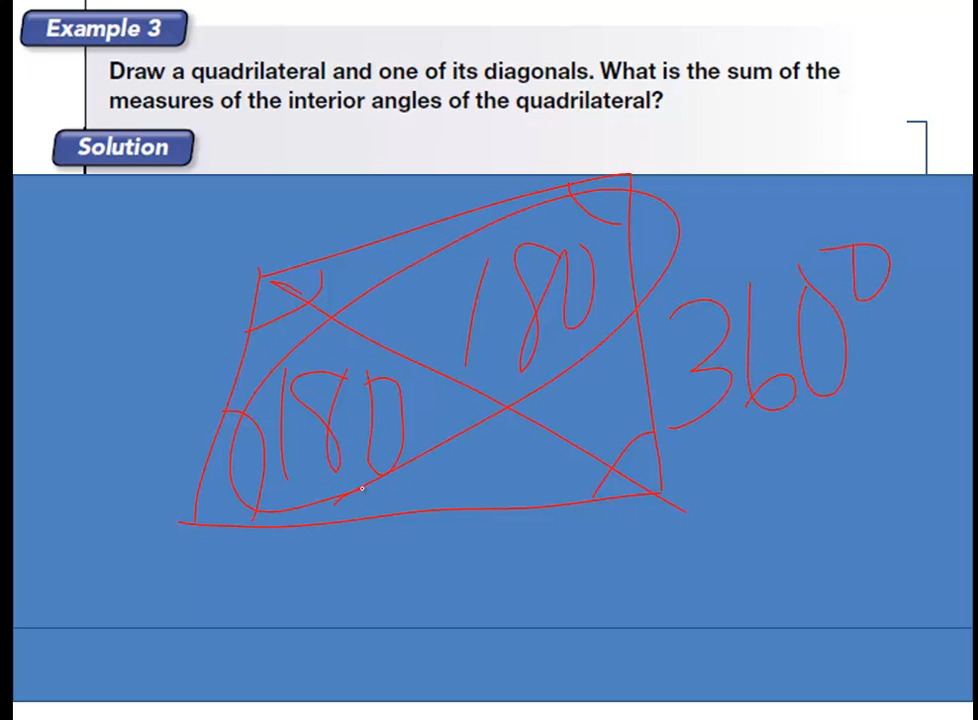 Example 3
Draw a quadrilateral and one of its diagonals. What is the sum of the
measures of the interior angles of the quadrilateral?
Solution
180
360°
180